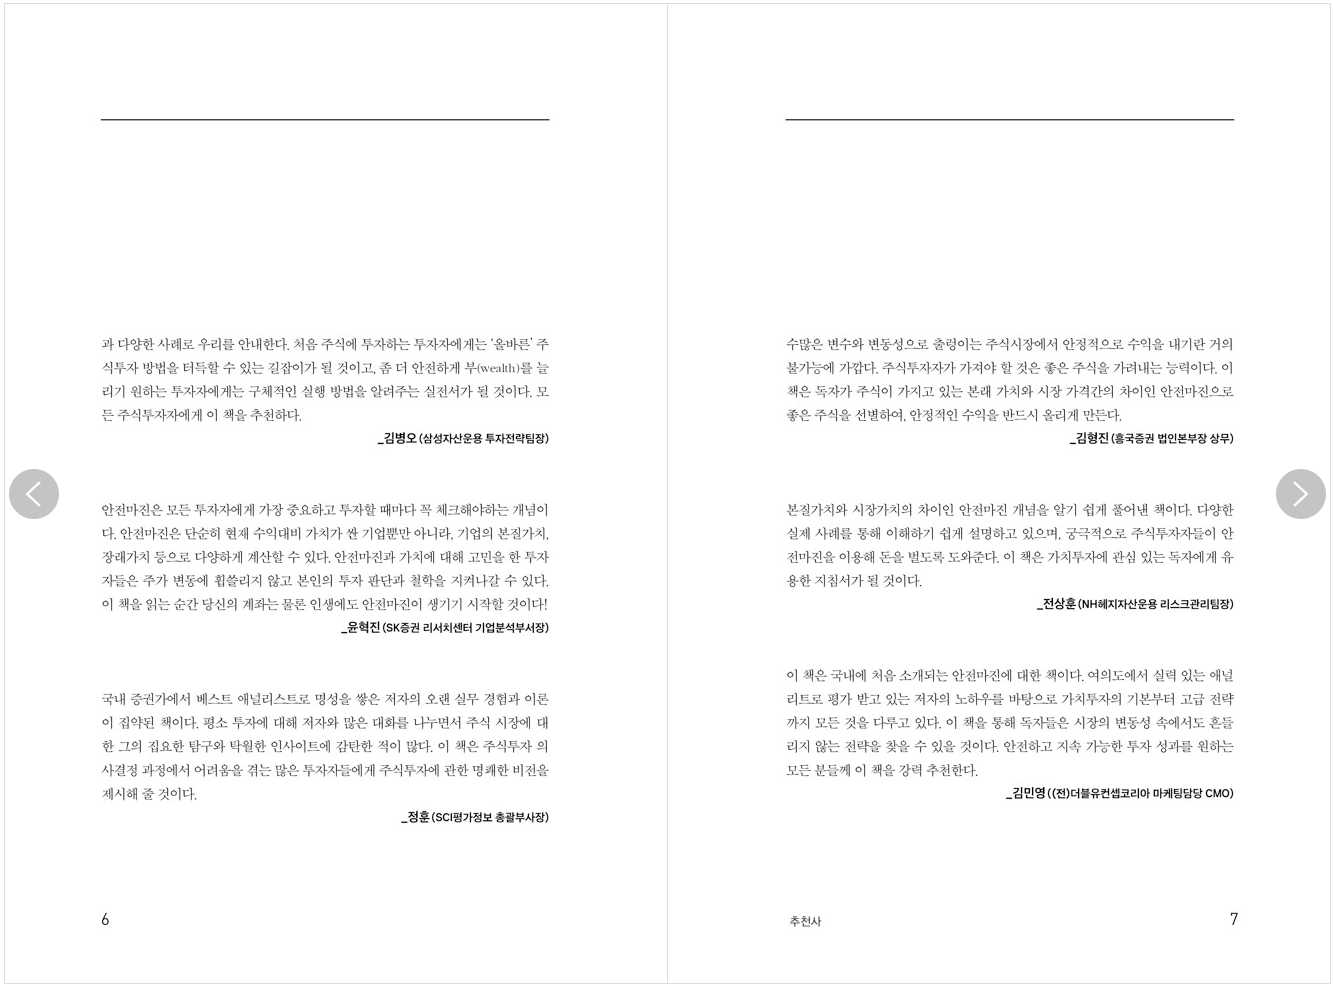 과 다양한 사례로 우리를 안내한다. 처음 주식에 투자하는 투자자에게는 ‘올바른’ 주
식투자 방법을 터득할 수 있는 길잡이가 될 것이고, 좀 더 안전하게 부(wealth)를 늘
리기 원하는 투자자에게는 구체적인 실행 방법을 알려주는 실전서가 될 것이다. 모
든 주식투자자에게 이 책을 추천하다.
_김병오 (삼성자산운용 투자전략팀장)
안전마진은 모든 투자자에게 가장 중요하고 투자할 때마다 꼭 체크해야하는 개념이
다. 안전마진은 단순히 현재 수익대비 가치가 싼 기업뿐만 아니라, 기업의 본질가치,
장래가치 등으로 다양하게 계산할 수 있다. 안전마진과 가치에 대해 고민을 한 투자
자들은 주가 변동에 휩쓸리지 않고 본인의 투자 판단과 철학을 지켜나갈 수 있다.
이 책을 읽는 순간 당신의 계좌는 물론 인생에도 안전마진이 생기기 시작할 것이다!
_윤혁진 (SK증권 리서치센터 기업분석부서장)
국내 증권가에서 베스트 애널리스트로 명성을 쌓은 저자의 오랜 실무 경험과 이론
이 집약된 책이다. 평소 투자에 대해 저자와 많은 대화를 나누면서 주식 시장에 대
한 그의 집요한 탐구와 탁월한 인사이트에 감탄한 적이 많다. 이 책은 주식투자 의
사결정 과정에서 어려움을 겪는 많은 투자자들에게 주식투자에 관한 명쾌한 비전을
제시해 줄 것이다.
_정훈 (SCI평가정보 총괄부사장)
6
수많은 변수와 변동성으로 출렁이는 주식시장에서 안정적으로 수익을 내기란 거의
불가능에 가깝다. 주식투자자가 가져야 할 것은 좋은 주식을 가려내는 능력이다. 이
책은 독자가 주식이 가지고 있는 본래 가치와 시장 가격간의 차이인 안전마진으로
좋은 주식을 선별하여, 안정적인 수익을 반드시 올리게 만든다.
_김형진 (흥국증권 법인본부장 상무)
본질가치와 시장가치의 차이인 안전마진 개념을 알기 쉽게 풀어낸 책이다. 다양한
실제 사례를 통해 이해하기 쉽게 설명하고 있으며, 궁극적으로 주식투자자들이 안
전마진을 이용해 돈을 벌도록 도와준다. 이 책은 가치투자에 관심 있는 독자에게 유
용한 지침서가 될 것이다.
_전상훈 (NH헤지자산운용 리스크관리팀장)
이 책은 국내에 처음 소개되는 안전마진에 대한 책이다. 여의도에서 실력 있는 애널
리트로 평가 받고 있는 저자의 노하우를 바탕으로 가치투자의 기본부터 고급 전략
까지 모든 것을 다루고 있다. 이 책을 통해 독자들은 시장의 변동성 속에서도 흔들
리지 않는 전략을 찾을 수 있을 것이다. 안전하고 지속 가능한 투자 성과를 원하는
모든 분들께 이 책을 강력 추천한다.
_김민영 ((전)더블유컨셉코리아 마케팅담당 CMO)
추천사
7